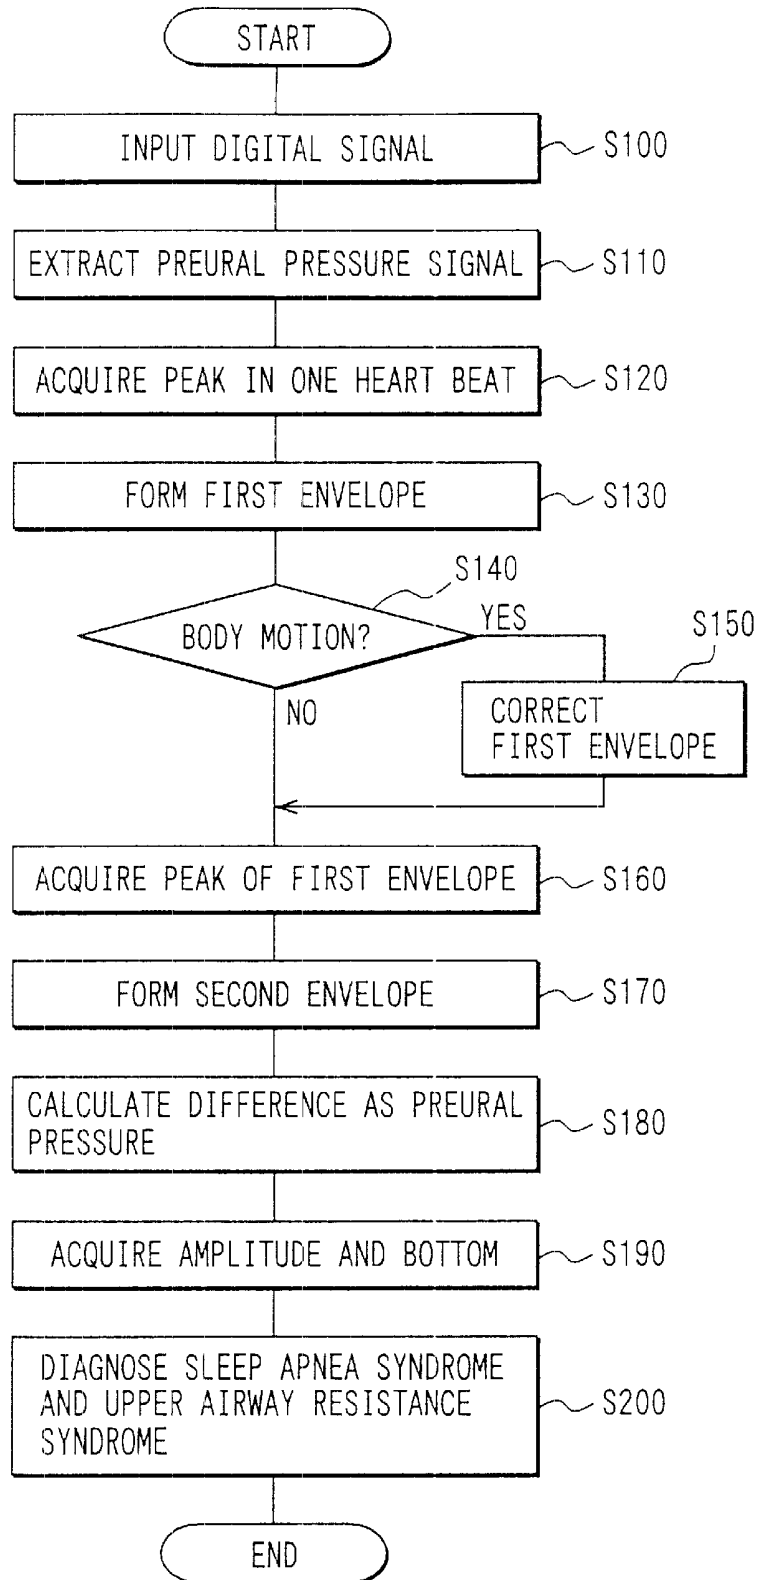 START
INPUT DIGITAL SIGNAL
S100
EXTRACT PREURAL PRESSURE SIGNAL
S110
ACQUIRE PEAK IN ONE HEART BEAT
S120
FORM FIRST ENVELOPE
S130
S140
BODY MOTION?
YES
S150
NO
CORRECT
FIRST ENVELOPE
ACQUIRE PEAK OF FIRST ENVELOPE
S160
FORM SECOND ENVELOPE
S170
CALCULATE DIFFERENCE AS PREURAL
PRESSURE
S180
ACQUIRE AMPLITUDE AND BOTTOM
S190
DIAGNOSE SLEEP APNEA SYNDROME
AND UPPER AIRWAY RESISTANCE
SYNDROME
S200
END